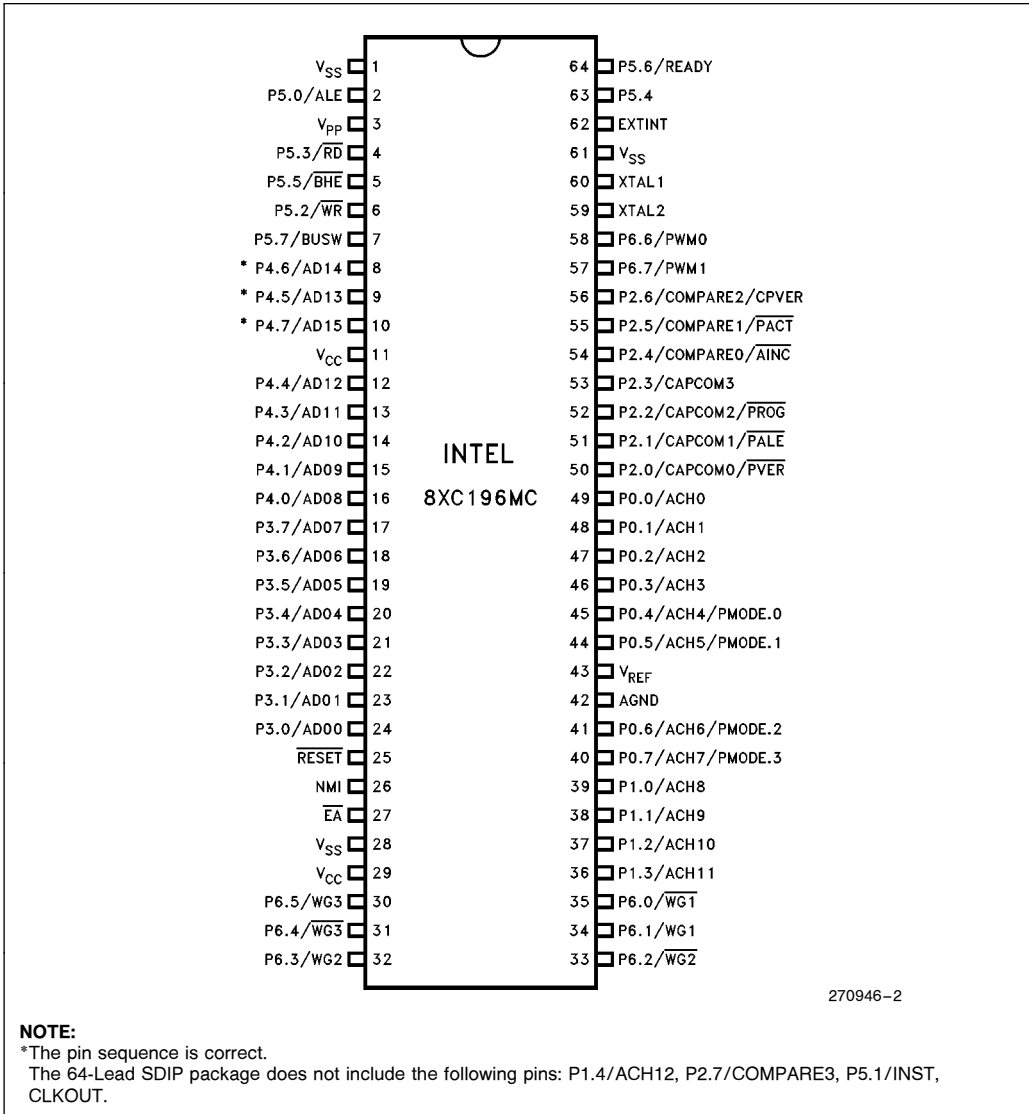 VSS 1 64 P5.6/READY
P5.0/ALE 2 63 P5.4
VPP 3 62 EXTINT
P5.3/R̅D̅ 4 61 VSS
P5.5/B̅H̅E̅ 5 60 XTAL1
P5.2/W̅R̅ 6 59 XTAL2
P5.7/BUSW 7 58 P6.6/PWM0
* P4.6/AD14 8 57 P6.7/PWM1
* P4.5/AD13 9 56 P2.6/COMPARE2/CPVER
* P4.7/AD15 10 55 P2.5/COMPARE1/P̅A̅C̅T̅
VCC 11 54 P2.4/COMPARE0/A̅I̅N̅C̅
P4.4/AD12 12 53 P2.3/CAPCOM3
P4.3/AD11 13 52 P2.2/CAPCOM2/P̅R̅O̅G̅
P4.2/AD10 14 51 P2.1/CAPCOM1/P̅A̅L̅E̅
INTEL
P4.1/AD09 15 50 P2.0/CAPCOM0/P̅V̅E̅R̅
P4.0/AD08 16 8XC196MC 49 P0.0/ACH0
P3.7/AD07 17 48 P0.1/ACH1
P3.6/AD06 18 47 P0.2/ACH2
P3.5/AD05 19 46 P0.3/ACH3
P3.4/AD04 20 45 P0.4/ACH4/PMODE.0
P3.3/AD03 21 44 P0.5/ACH5/PMODE.1
P3.2/AD02 22 43 VREF
P3.1/AD01 23 42 AGND
P3.0/AD00 24 41 P0.6/ACH6/PMODE.2
R̅E̅S̅E̅T̅ 25 40 P0.7/ACH7/PMODE.3
NMI 26 39 P1.0/ACH8
E̅A̅ 27 38 P1.1/ACH9
VSS 28 37 P1.2/ACH10
VCC 29 36 P1.3/ACH11
P6.5/WG3 30 35 P6.0/W̅G̅1̅
P6.4/W̅G̅3̅ 31 34 P6.1/WG1
P6.3/WG2 32 33 P6.2/W̅G̅2̅
270946–2
NOTE:
*The pin sequence is correct.
The 64-Lead SDIP package does not include the following pins: P1.4/ACH12, P2.7/COMPARE3, P5.1/INST,
CLKOUT.